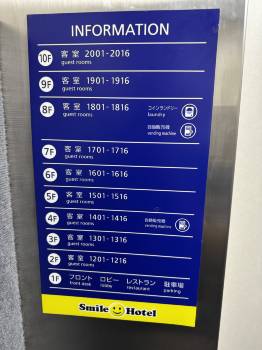 INFORMATION
10F 客室 2001-2016
guest rooms
9F 客室 1901-1916
guest rooms
8F 客室 1801-1816 コインランドリー
guest rooms laundry
自動販売機
vending machine
7F 客室 1701-1716
guest rooms
6F 客室 1601-1616
guest rooms
5F 客室 1501-1516
guest rooms
4F 客室 1401-1416 自動販売機
guest rooms vending machine
3F 客室 1301-1316
guest rooms
2F 客室 1201-1216
guest rooms
1F フロント ロビー レストラン 駐車場
front desk lobby restaurant parking
Smile Hotel